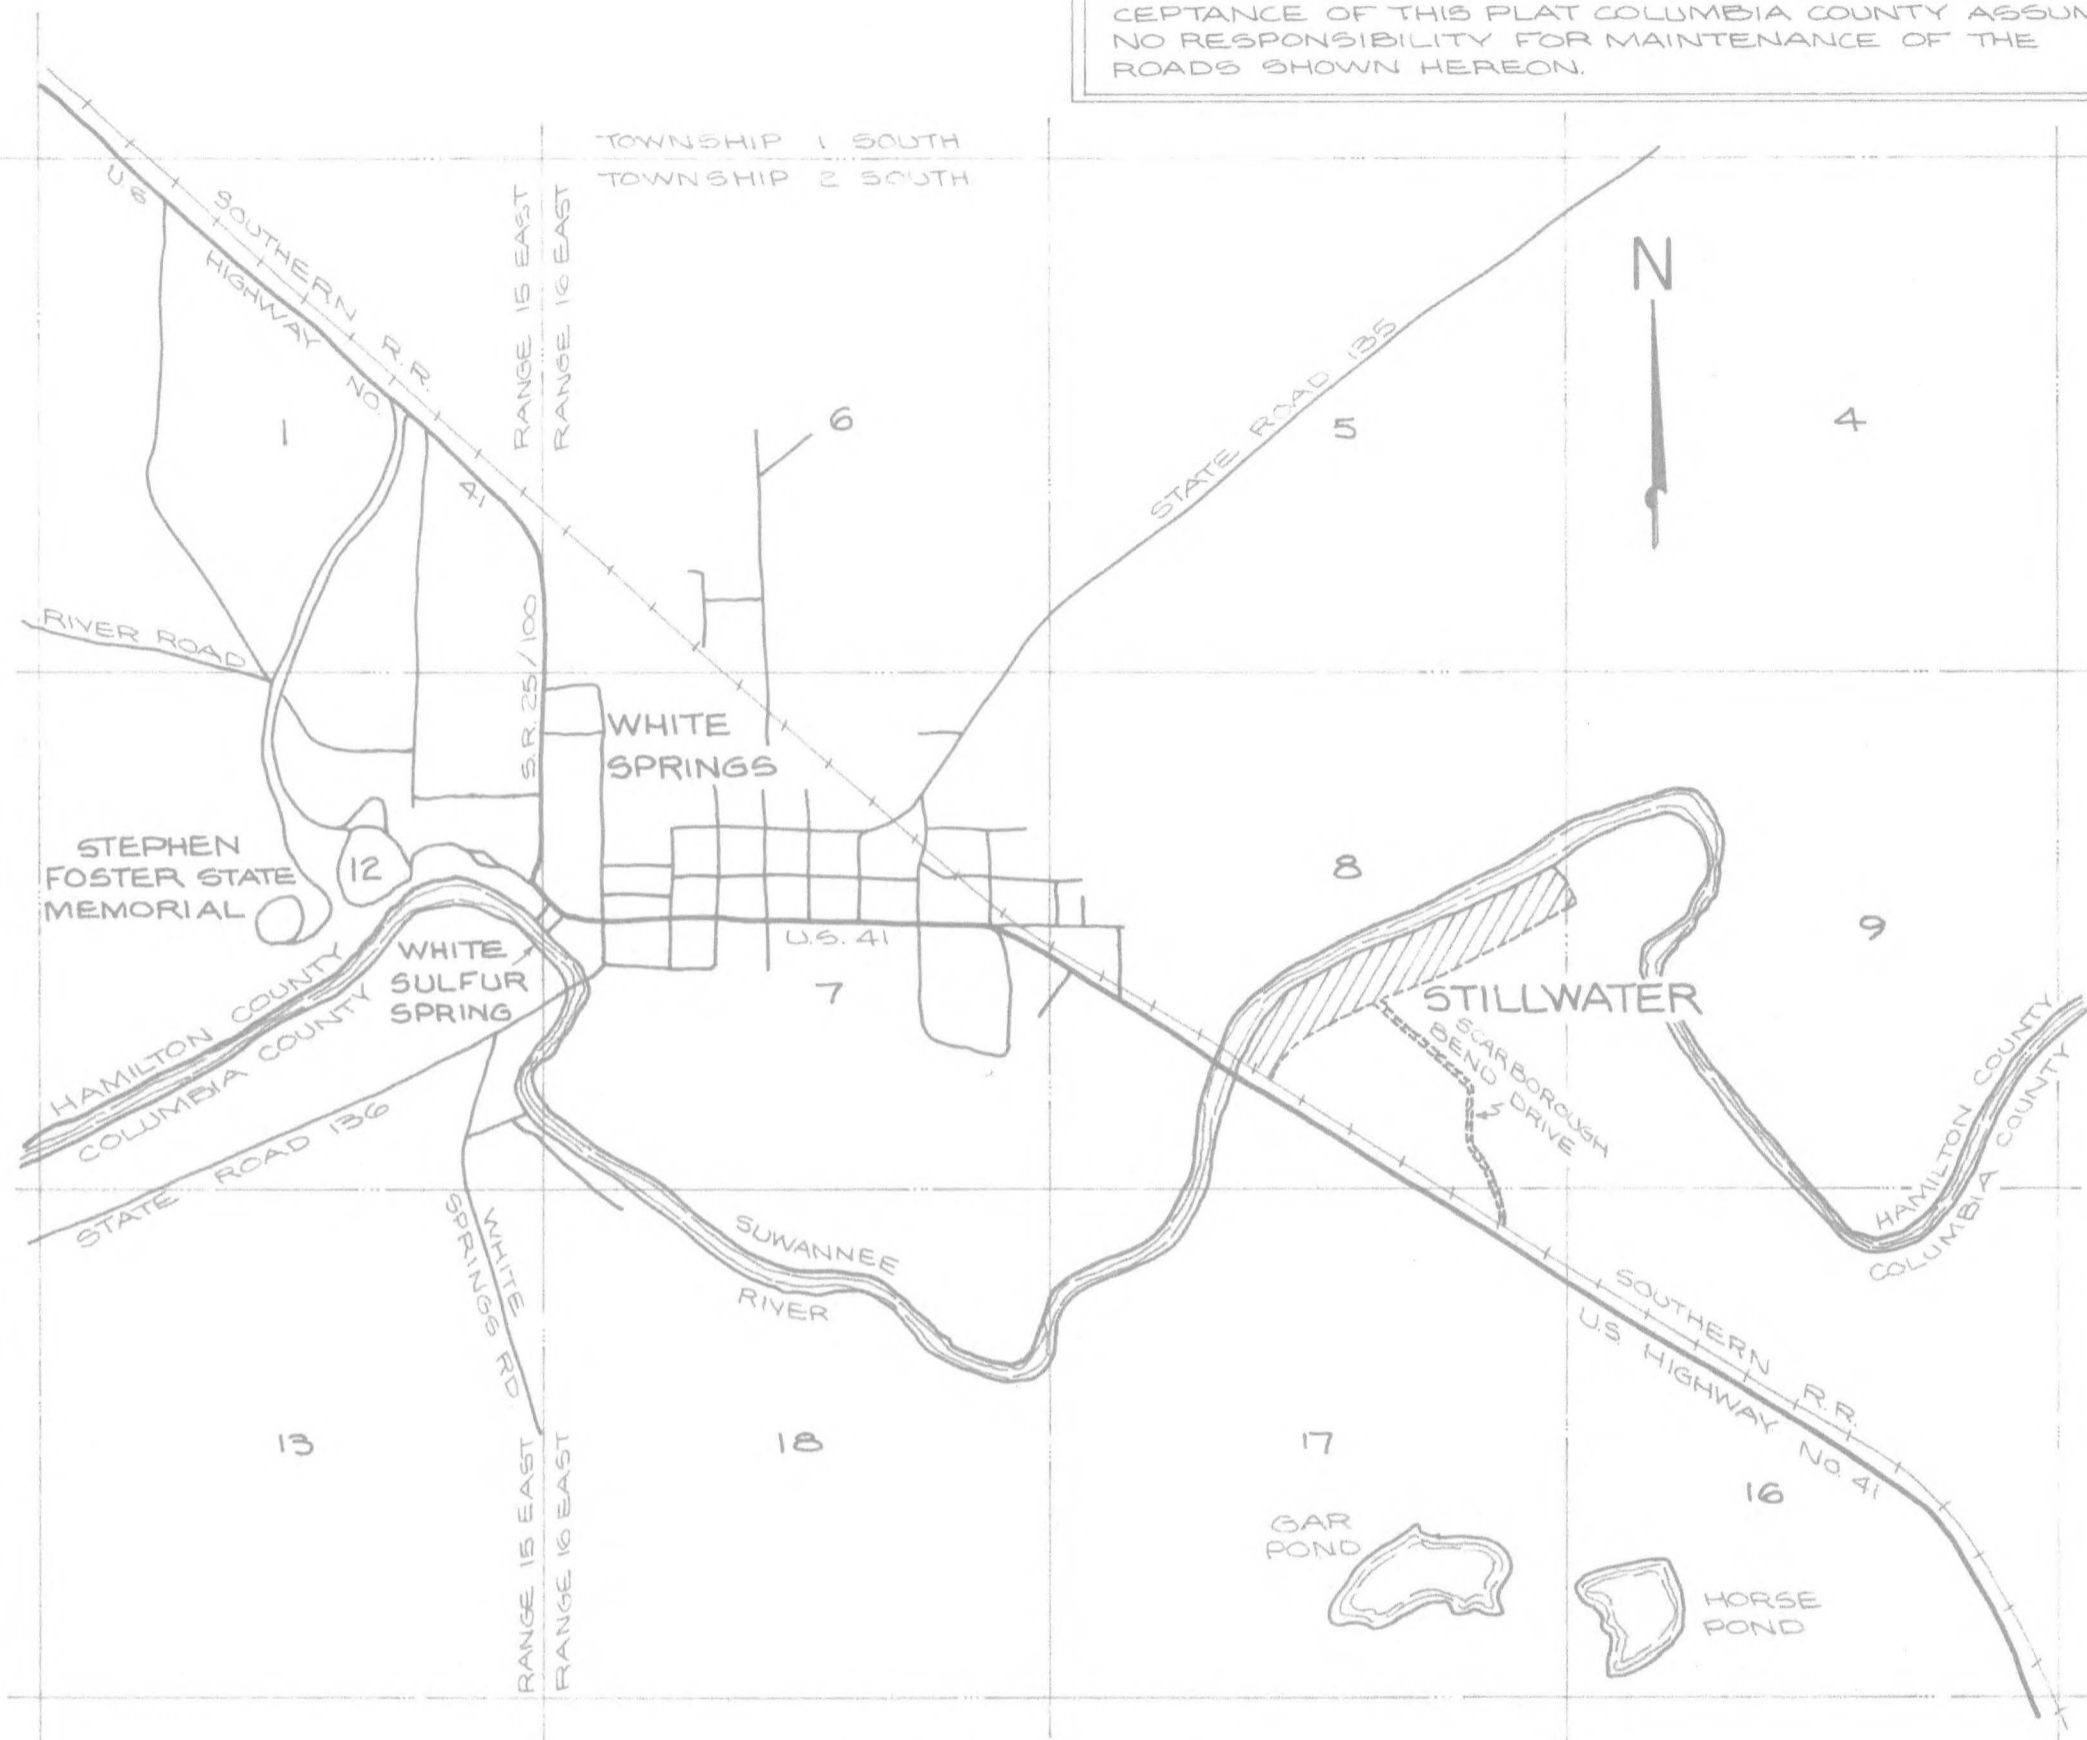 CEPTANCE OF THIS PLAT COLUMBIA COUNTY
NO RESPONSIBILITY FOR MAINTENANCE OF THE
ROADS SHOWN HEREON.
TOWNSHIP 1 SOUTH
TOWNSHIP 2 SOUTH
RANGE 15 EAST
RANGE 16 EAST
SOUTHERN R.R.
U.S HIGHWAY NO. 41
N
1
6
5
4
STATE ROAD 135
RIVER ROAD
S.R. 25/100
WHITE
SPRINGS
STEPHEN
FOSTER STATE
MEMORIAL
12
8
9
U.S. 41
WHITE
SULFUR
SPRING
7
STILLWATER
SCARBOROUGH
BEND DRIVE
HAMILTON COUNTY
COLUMBIA COUNTY
HAMILTON COUNTY
COLUMBIA COUNTY
STATE ROAD 136
WHITE
SPRINGS RD
SUWANNEE
RIVER
SOUTHERN R.R.
U.S. HIGHWAY NO. 41
13
18
17
16
RANGE 15 EAST
RANGE 16 EAST
GAR
POND
HORSE
POND